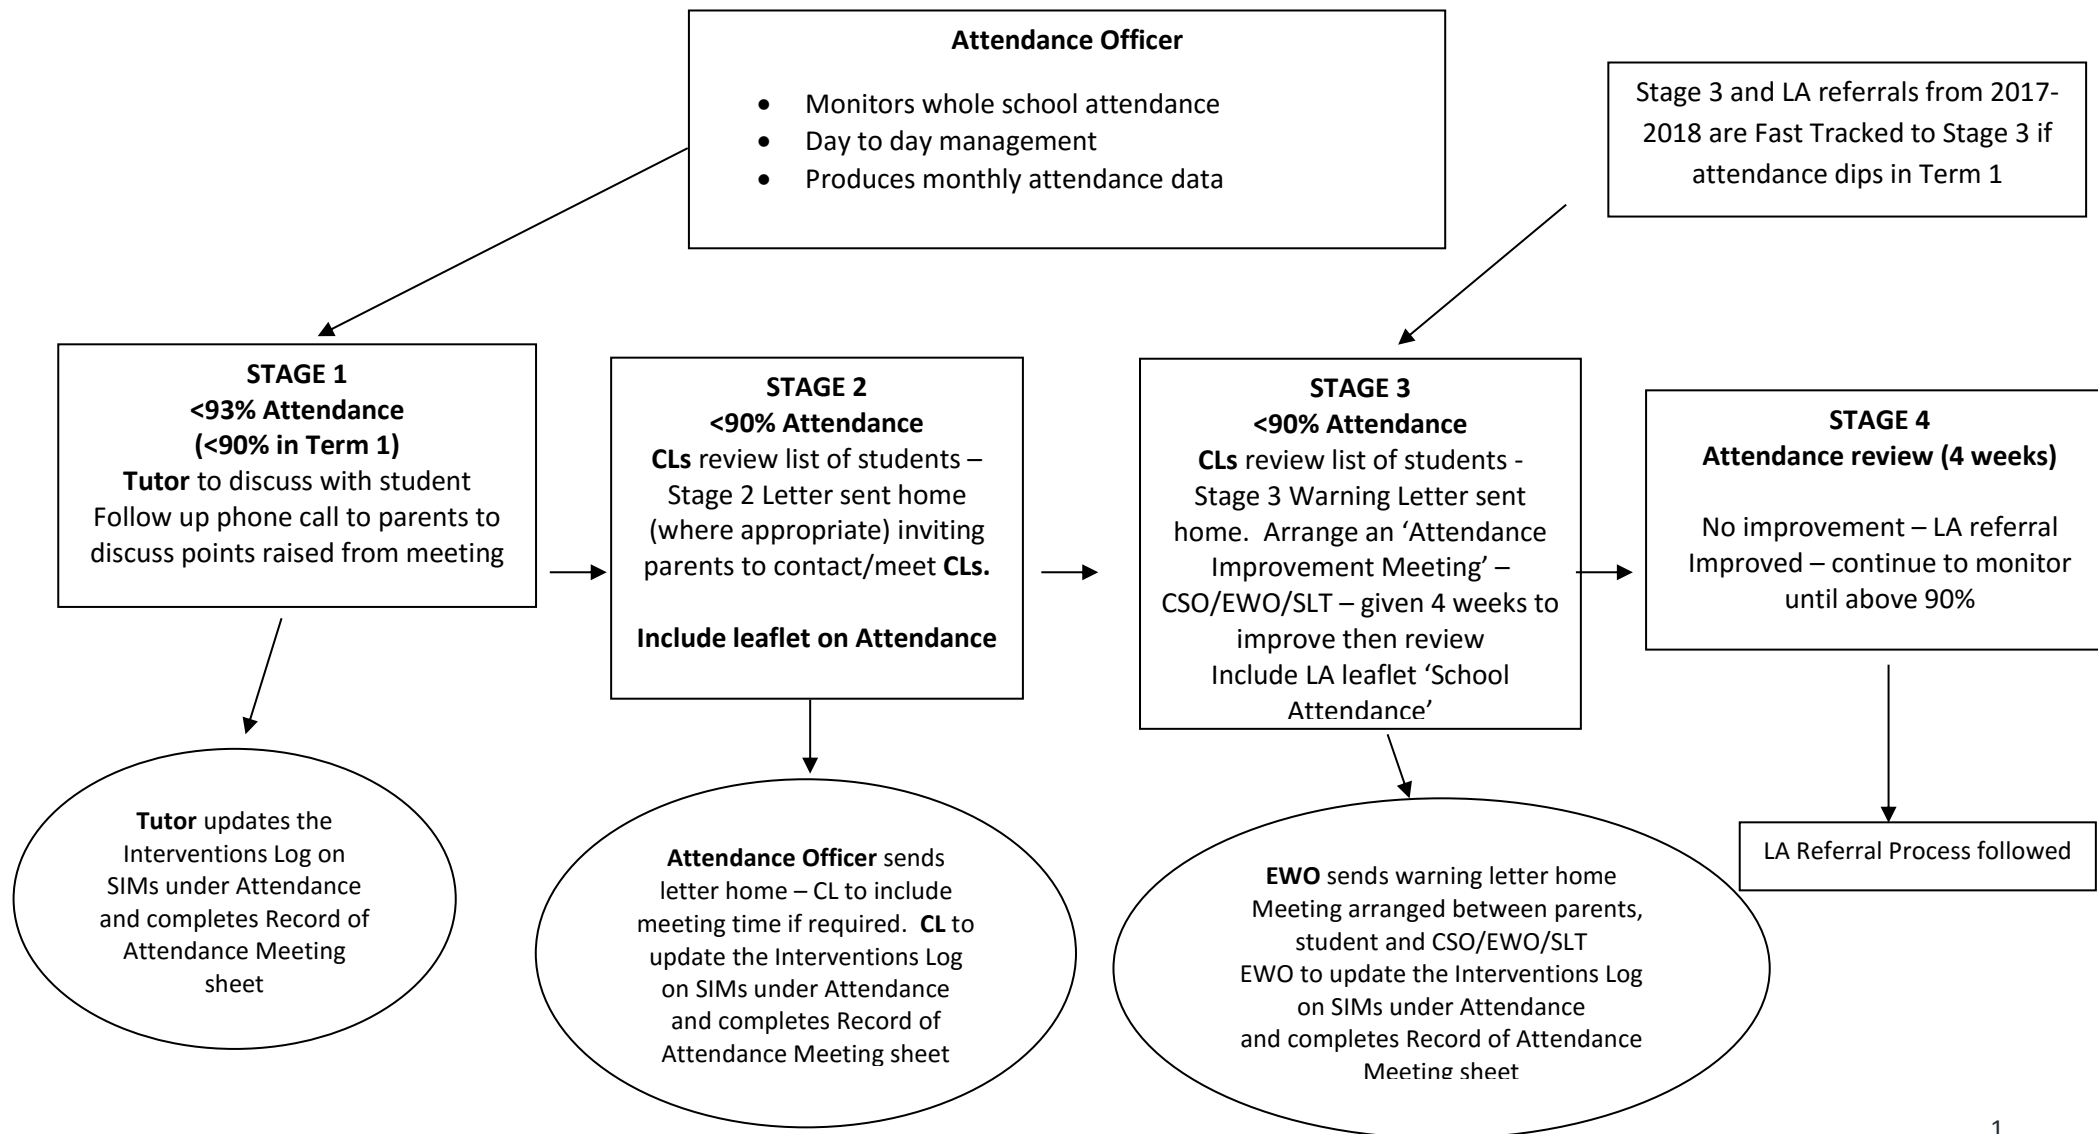 Attendance Officer
• Monitors whole school attendance
• Day to day management
• Produces monthly attendance data
Stage 3 and LA referrals from 2017-
2018 are Fast Tracked to Stage 3 if
attendance dips in Term 1
STAGE 1
<93% Attendance
(<90% in Term 1)
Tutor to discuss with student
Follow up phone call to parents to
discuss points raised from meeting
STAGE 2
<90% Attendance
CLs review list of students –
Stage 2 Letter sent home
(where appropriate) inviting
parents to contact/meet CLs.
Include leaflet on Attendance
STAGE 3
<90% Attendance
CLs review list of students -
Stage 3 Warning Letter sent
home. Arrange an ‘Attendance
Improvement Meeting’ –
CSO/EWO/SLT – given 4 weeks to
improve then review
Include LA leaflet ‘School
Attendance’
STAGE 4
Attendance review (4 weeks)
No improvement – LA referral
Improved – continue to monitor
until above 90%
Tutor updates the
Interventions Log on
SIMs under Attendance
and completes Record of
Attendance Meeting
sheet
Attendance Officer sends
letter home – CL to include
meeting time if required. CL to
update the Interventions Log
on SIMs under Attendance
and completes Record of
Attendance Meeting sheet
EWO sends warning letter home
Meeting arranged between parents,
student and CSO/EWO/SLT
EWO to update the Interventions Log
on SIMs under Attendance
and completes Record of Attendance
Meeting sheet
LA Referral Process followed
1